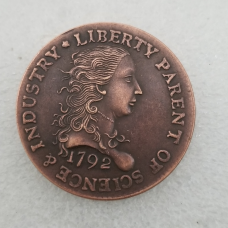 LIBERTY PARENT OF SCIENCE & INDUSTRY ★
1792